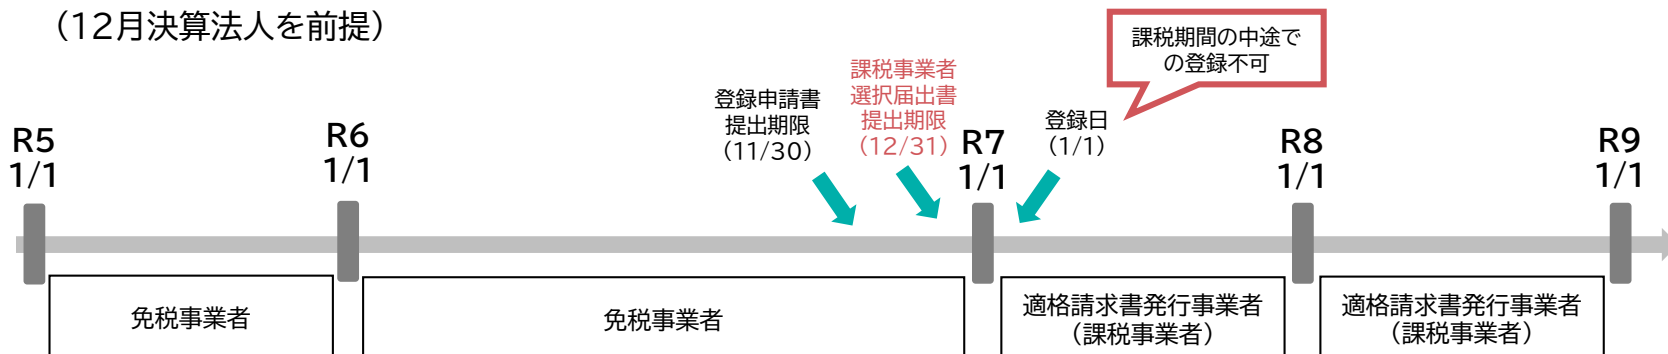 （12月決算法人を前提）
課税期間の中途で
の登録不可
登録申請書
提出期限
（11/30）
課税事業者
選択届出書
提出期限
（12/31）
登録日
（1/1）
R5
1/1
R6
1/1
R7
1/1
R8
1/1
R9
1/1
免税事業者
免税事業者
適格請求書発行事業者
（課税事業者）
適格請求書発行事業者
（課税事業者）